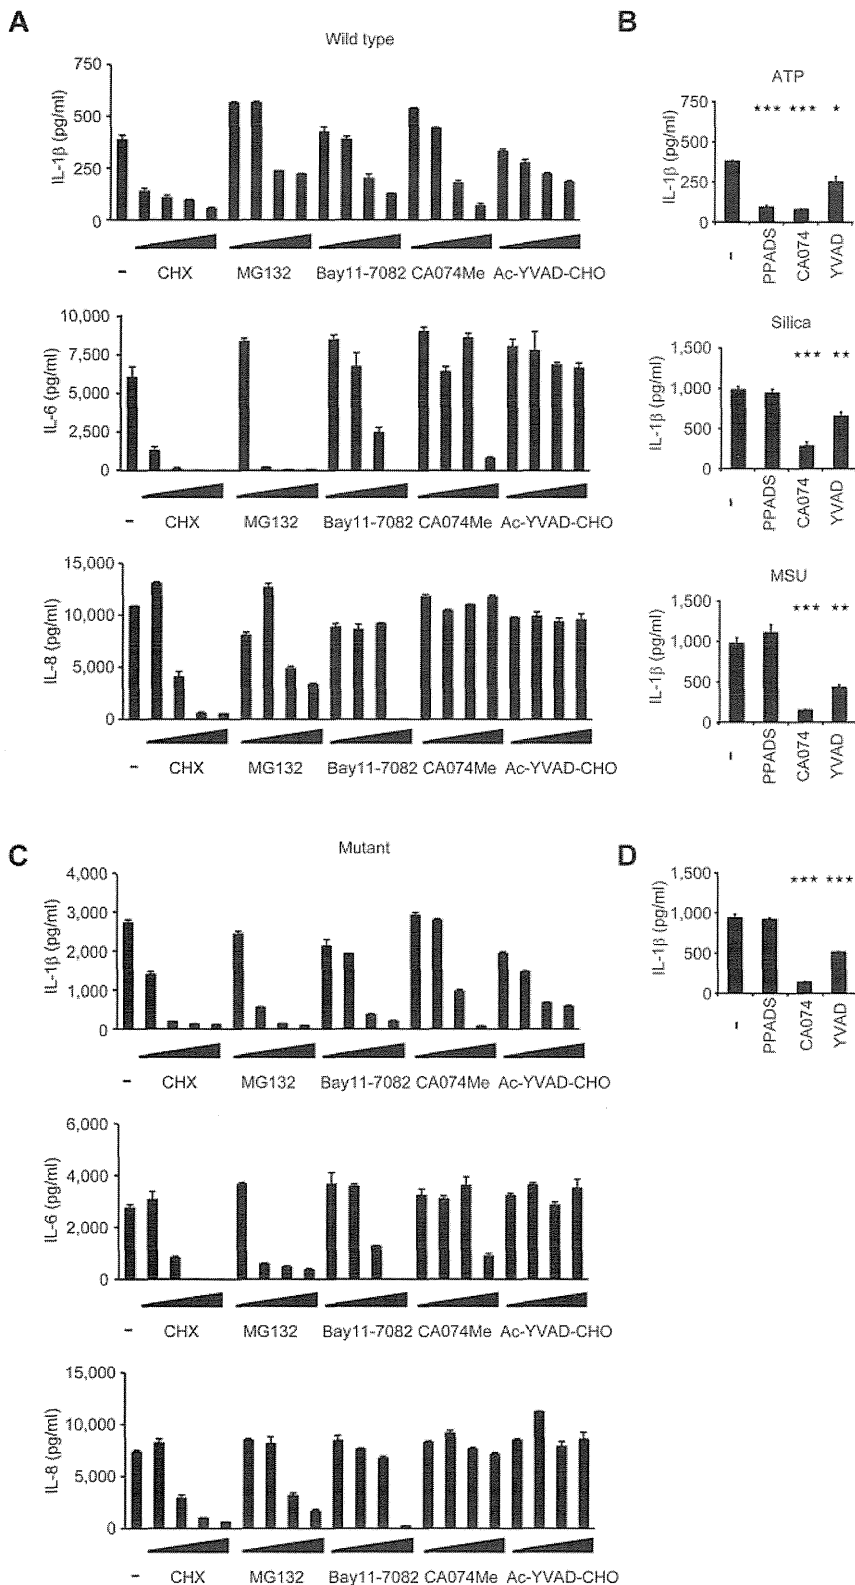 A
Wild type
750
500
250
0
IL-1β (pg/ml)
– CHX MG132 Bay11-7082 CA074Me Ac-YVAD-CHO
10,000
7,500
5,000
2,500
0
IL-6 (pg/ml)
– CHX MG132 Bay11-7082 CA074Me Ac-YVAD-CHO
15,000
10,000
5,000
0
IL-8 (pg/ml)
– CHX MG132 Bay11-7082 CA074Me Ac-YVAD-CHO
B
ATP
750
500
250
0
IL-1β (pg/ml)
*** *** *
– PPADS CA074 YVAD
Silica
1,500
1,000
500
0
IL-1β (pg/ml)
*** **
– PPADS CA074 YVAD
MSU
1,500
1,000
500
0
IL-1β (pg/ml)
*** **
– PPADS CA074 YVAD
C
Mutant
4,000
3,000
2,000
1,000
0
IL-1β (pg/ml)
– CHX MG132 Bay11-7082 CA074Me Ac-YVAD-CHO
6,000
4,000
2,000
0
IL-6 (pg/ml)
– CHX MG132 Bay11-7082 CA074Me Ac-YVAD-CHO
15,000
10,000
5,000
0
IL-8 (pg/ml)
– CHX MG132 Bay11-7082 CA074Me Ac-YVAD-CHO
D
1,500
1,000
500
0
IL-1β (pg/ml)
*** ***
– PPADS CA074 YVAD